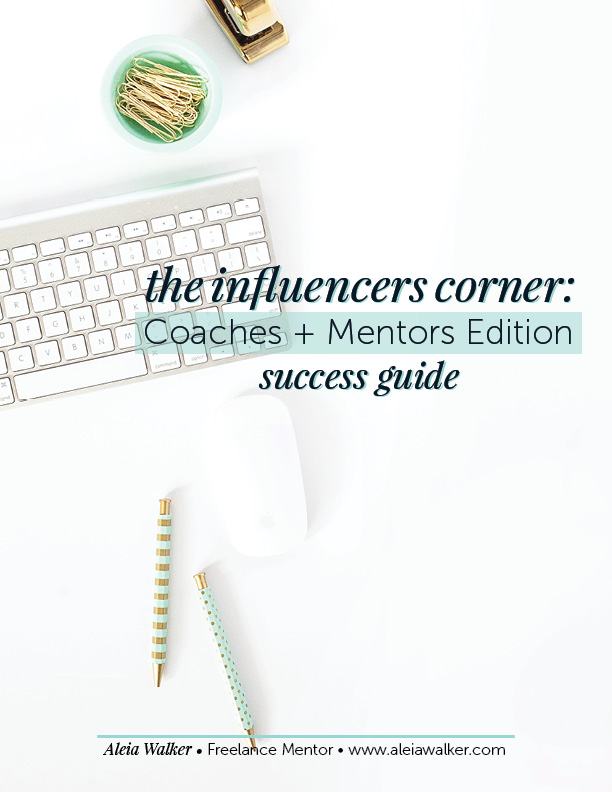 the influencers corner:
Coaches + Mentors Edition
success guide
Aleia Walker • Freelance Mentor • www.aleiawalker.com